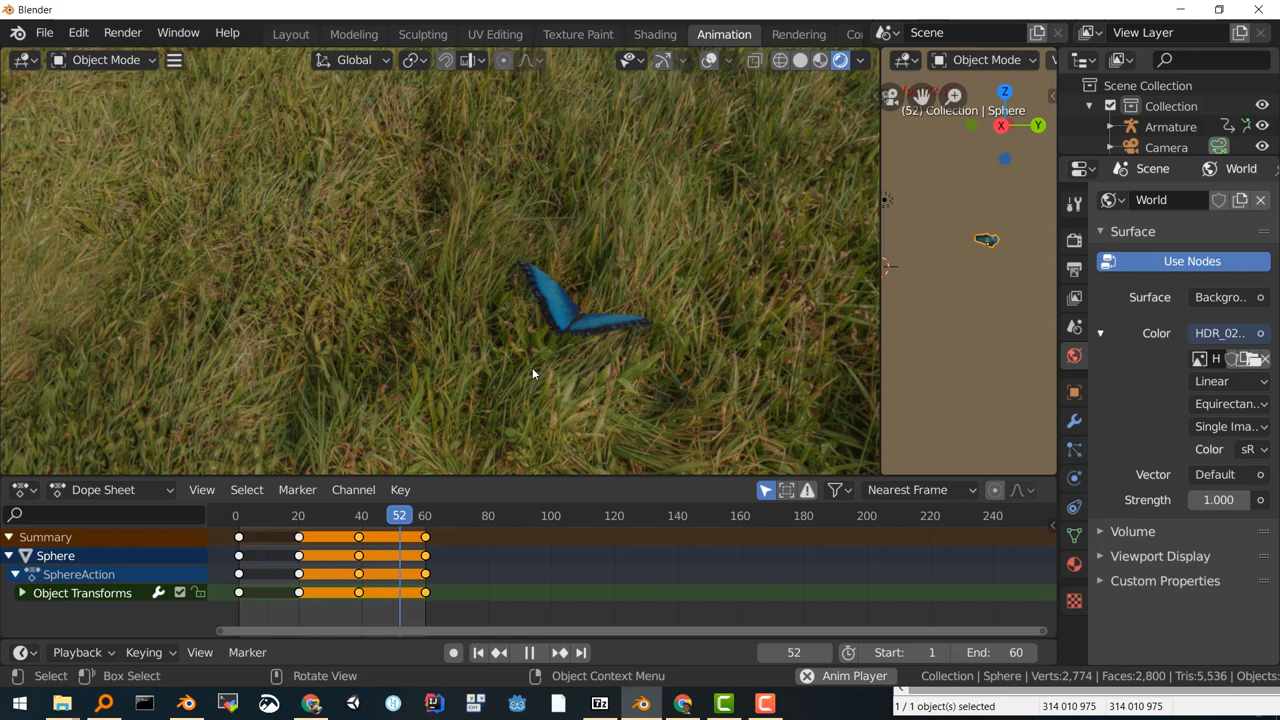 Blender
File Edit Render Window Help Layout Modeling Sculpting UV Editing Texture Paint Shading Animation Rendering Co Scene View Layer
Object Mode Global Object Mode
(52) Collection | Sphere
Z
X
Y
Scene Collection
Collection
Armature
Camera
Scene World
World
Surface
Use Nodes
Surface Backgro..
Color HDR_02..
H
Linear
Equirectan..
Single Ima..
Color sR
Vector Default
Strength 1.000
Volume
Viewport Display
Custom Properties
Dope Sheet View Select Marker Channel Key Nearest Frame
0 20 40 52 60 80 100 120 140 160 180 200 220 240
Summary
Sphere
SphereAction
Object Transforms
Playback Keying View Marker 52 Start: 1 End: 60
Select Box Select Rotate View Object Context Menu Anim Player Collection | Sphere | Verts:2,774 | Faces:2,800 | Tris:5,536 | Objects:
1 / 1 object(s) selected 314 010 975 314 010 975